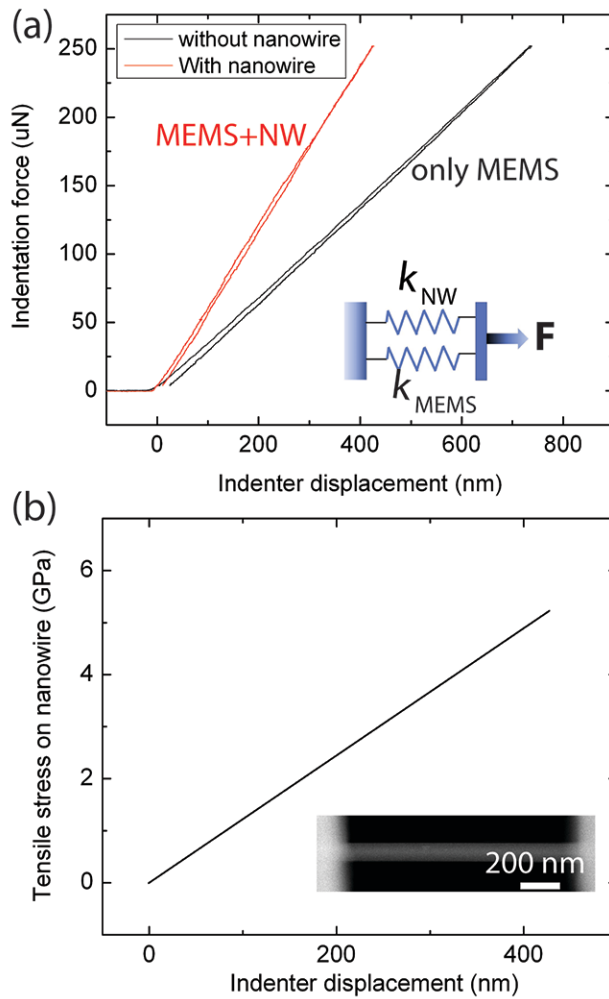 (a)
without nanowire
With nanowire
MEMS+NW
only MEMS
k NW
k MEMS
F
250
200
150
100
50
0
Indentation force (uN)
0 200 400 600 800
Indenter displacement (nm)
(b)
6
4
2
0
Tensile stress on nanowire (GPa)
200 nm
0 200 400
Indenter displacement (nm)